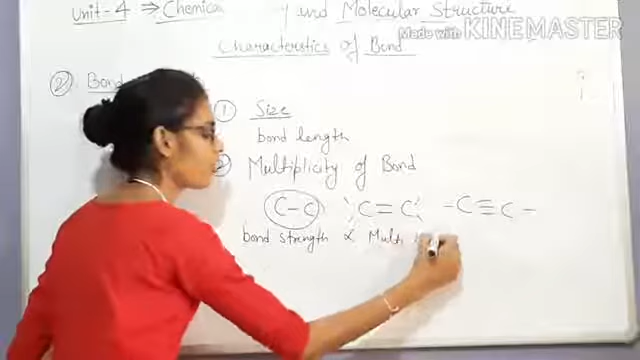 Unit-4 ⇒ Chemica and Molecular Structure
Made with KINEMASTER
Characteristics of Bond
② Bond
① Size
bond length
② Multiplicity of Bond
C-C C=C -C≡C-
bond strength ∝ Multi